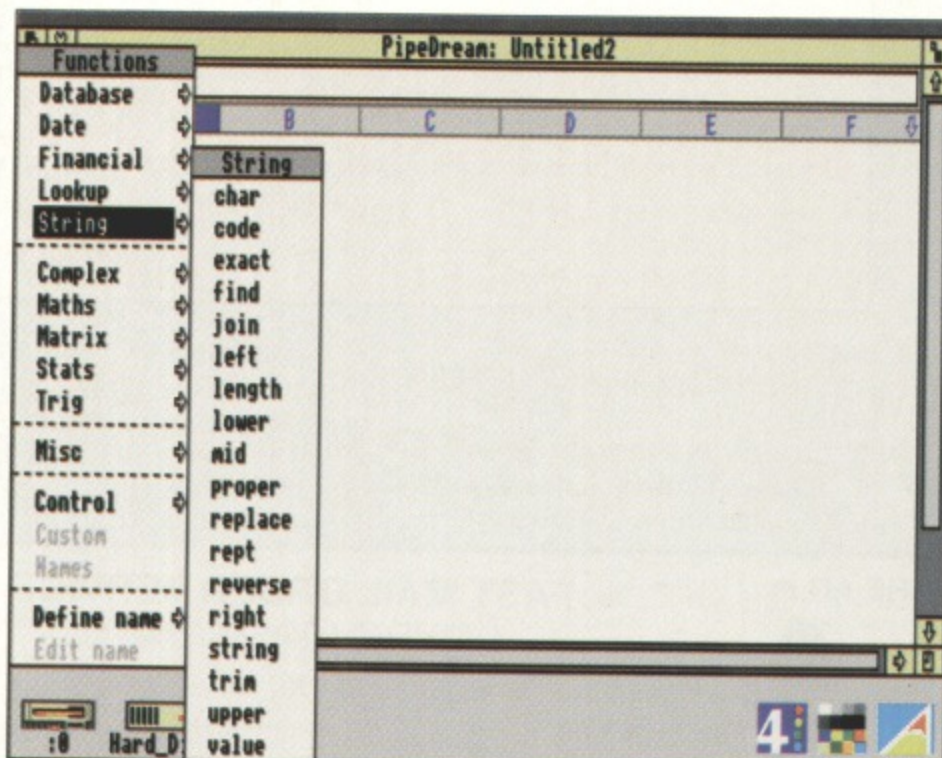 PipeDream: Untitled2
Functions
Database
Date
Financial
Lookup
String
Complex
Maths
Matrix
Stats
Trig
Misc
Control
Custom
Names
Define name
Edit name
B C D E F
String
char
code
exact
find
join
left
length
lower
mid
proper
replace
rept
reverse
right
string
trim
upper
value
:0
4